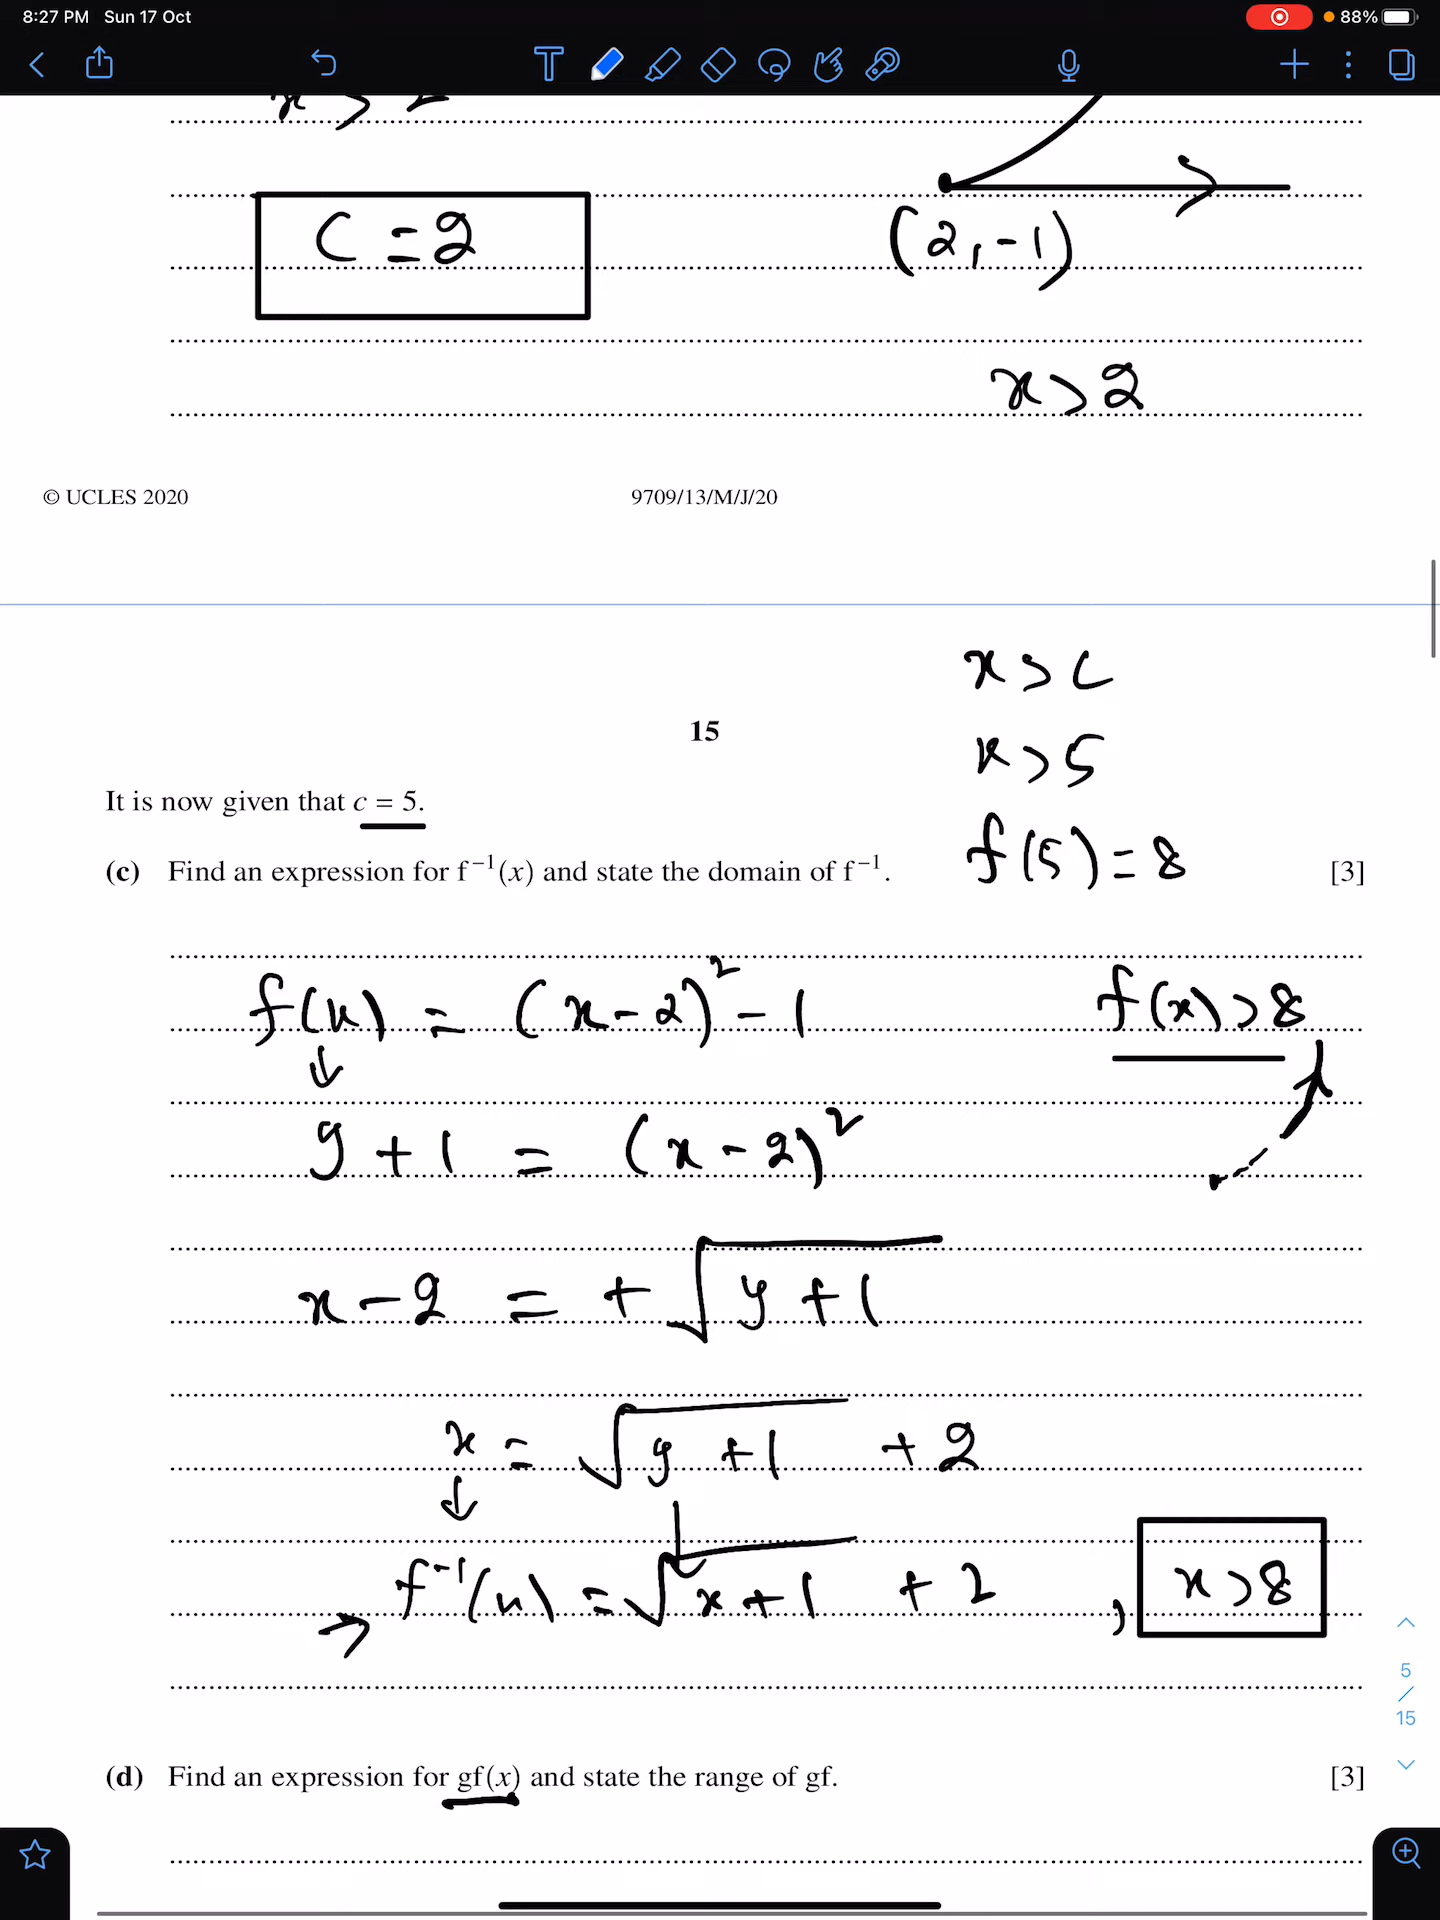 8:27 PM Sun 17 Oct
88%
x > 2
C = 2
(2, -1)
x > 2
© UCLES 2020
9709/13/M/J/20
x > c
15
x > 5
It is now given that c = 5.
f(5) = 8
(c) Find an expression for f⁻¹(x) and state the domain of f⁻¹.
[3]
f(x) = (x - 2)² - 1
f(x) > 8
y + 1 = (x - 2)²
x - 2 = + √(y + 1)
x = √(y + 1) + 2
f⁻¹(x) = √(x + 1) + 2 , x > 8
5
/
15
(d) Find an expression for gf(x) and state the range of gf.
[3]